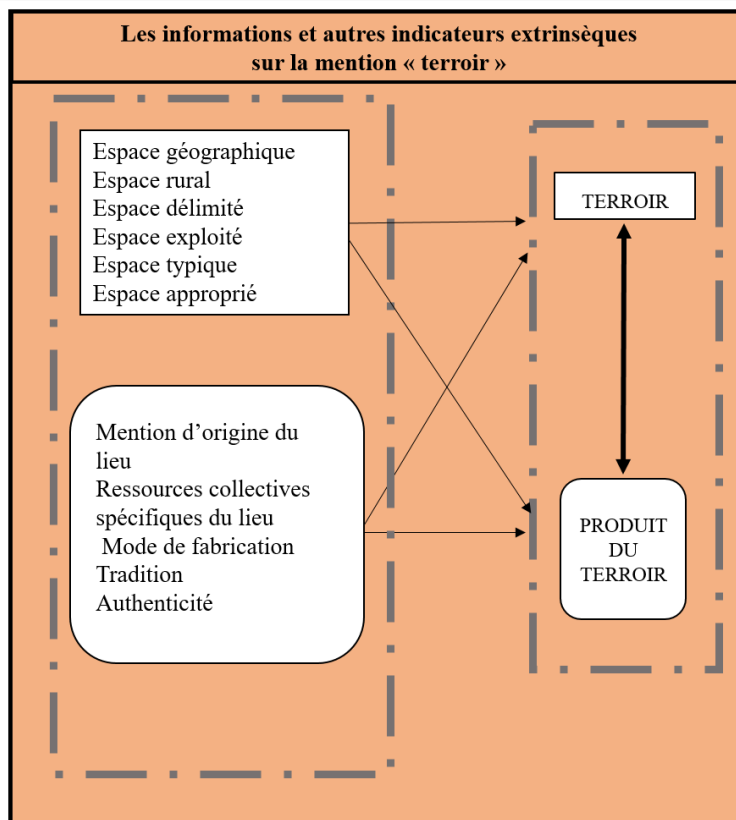 Les informations et autres indicateurs extrinsèques
sur la mention « terroir »
Espace géographique
Espace rural
Espace délimité
Espace exploité
Espace typique
Espace approprié
Mention d’origine du
lieu
Ressources collectives
spécifiques du lieu
Mode de fabrication
Tradition
Authenticité
TERROIR
PRODUIT
DU
TERROIR